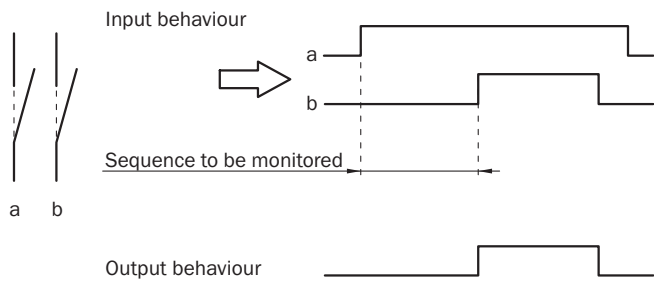 Input behaviour
a
b
Sequence to be monitored
a b
Output behaviour